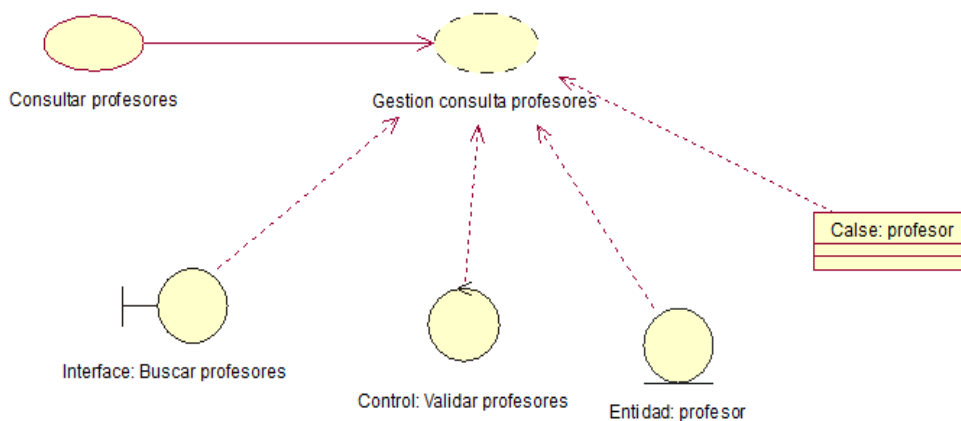 Consultar profesores
Gestion consulta profesores
Calse: profesor
Interface: Buscar profesores
Control: Validar profesores
Entidad: profesor